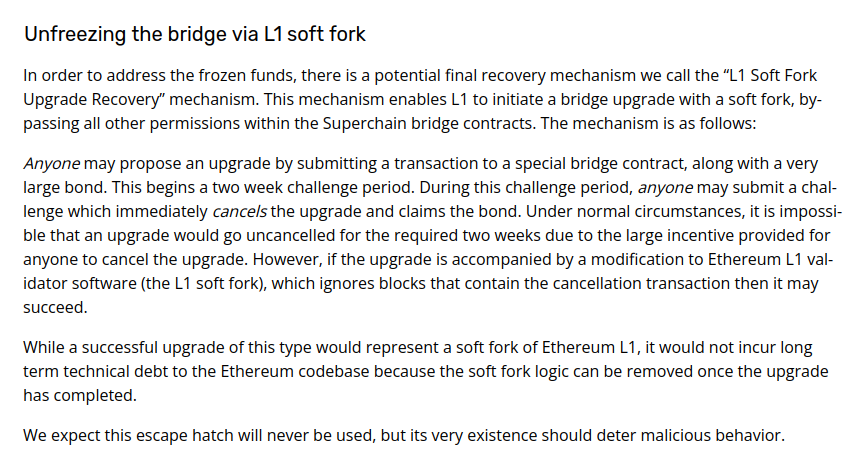 Unfreezing the bridge via L1 soft fork
In order to address the frozen funds, there is a potential final recovery mechanism we call the “L1 Soft Fork
Upgrade Recovery” mechanism. This mechanism enables L1 to initiate a bridge upgrade with a soft fork, by-
passing all other permissions within the Superchain bridge contracts. The mechanism is as follows:
Anyone may propose an upgrade by submitting a transaction to a special bridge contract, along with a very
large bond. This begins a two week challenge period. During this challenge period, anyone may submit a chal-
lenge which immediately cancels the upgrade and claims the bond. Under normal circumstances, it is impossi-
ble that an upgrade would go uncancelled for the required two weeks due to the large incentive provided for
anyone to cancel the upgrade. However, if the upgrade is accompanied by a modification to Ethereum L1 val-
idator software (the L1 soft fork), which ignores blocks that contain the cancellation transaction then it may
succeed.
While a successful upgrade of this type would represent a soft fork of Ethereum L1, it would not incur long
term technical debt to the Ethereum codebase because the soft fork logic can be removed once the upgrade
has completed.
We expect this escape hatch will never be used, but its very existence should deter malicious behavior.